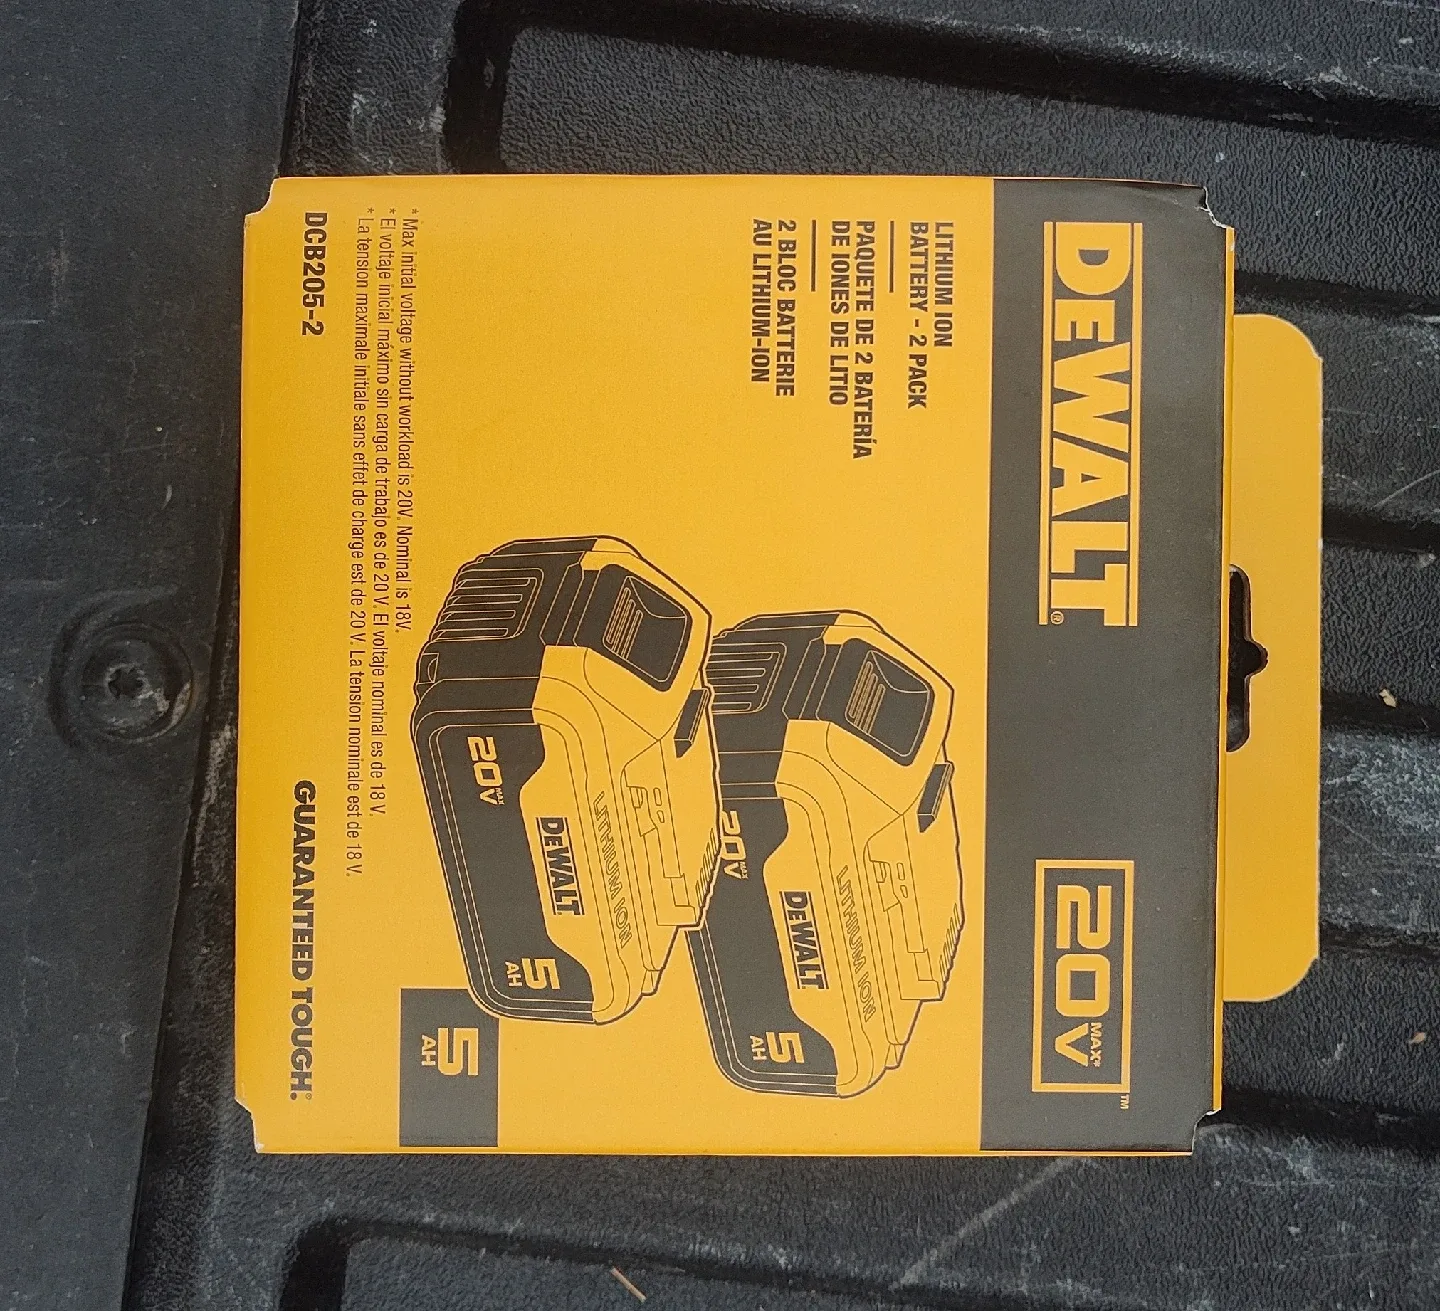 DEWALT®
20V MAX*™
LITHIUM ION
BATTERY - 2 PACK
PAQUETE DE 2 BATERÍA
DE IONES DE LITIO
2 BLOC BATTERIE
AU LITHIUM-ION
20V MAX
DEWALT
LITHIUM ION
5 AH
20V MAX
DEWALT
LITHIUM ION
5 AH
5 AH
* Max initial voltage without workload is 20V. Nominal is 18V.
* El voltaje inicial máximo sin carga de trabajo es de 20 V. El voltaje nominal es de 18 V.
* La tension maximale initiale sans effet de charge est de 20 V. La tension nominale est de 18 V.
DCB205-2
GUARANTEED TOUGH.®